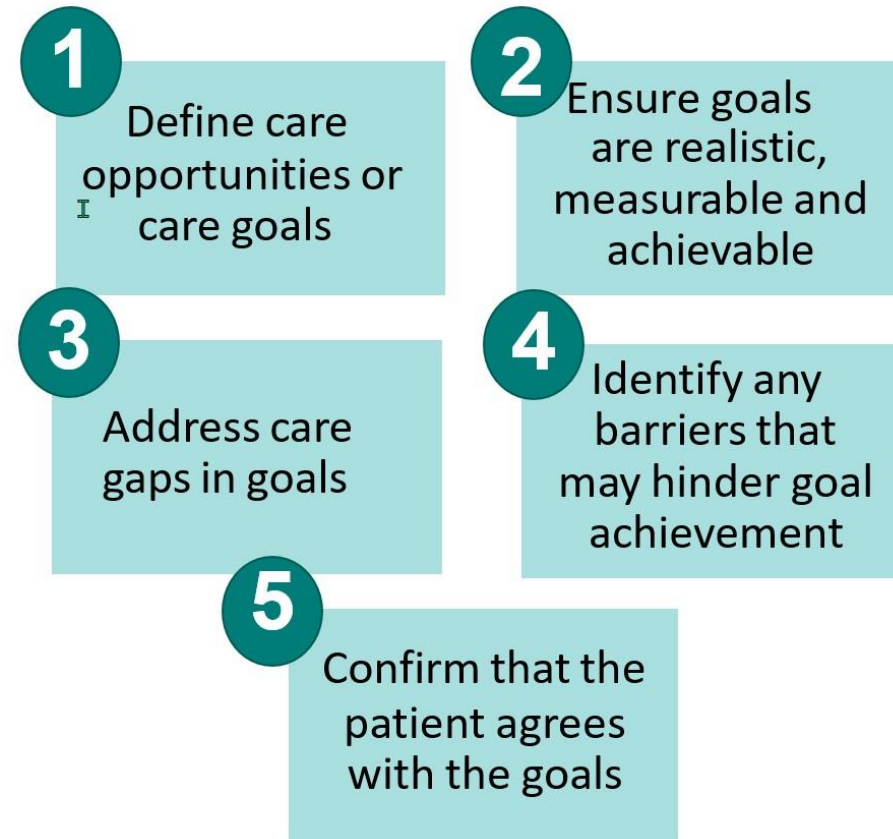 1
Define care
opportunities or
care goals
2
Ensure goals
are realistic,
measurable and
achievable
3
Address care
gaps in goals
4
Identify any
barriers that
may hinder goal
achievement
5
Confirm that the
patient agrees
with the goals